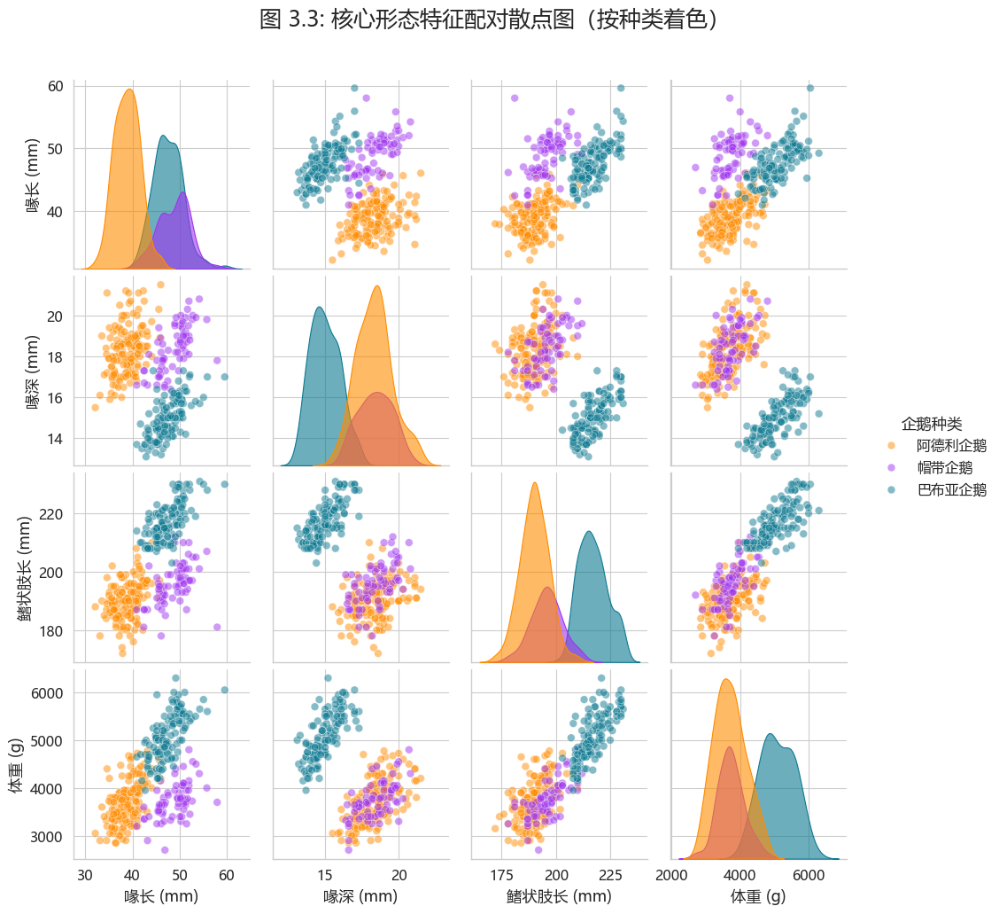 图 3.3: 核心形态特征配对散点图（按种类着色）
60
50
40
喙长 (mm)
20
18
16
14
喙深 (mm)
220
200
180
鳍状肢长 (mm)
6000
5000
4000
3000
体重 (g)
30 40 50 60
15 20
175 200 225
2000 4000 6000
喙长 (mm)
喙深 (mm)
鳍状肢长 (mm)
体重 (g)
企鹅种类
阿德利企鹅
帽带企鹅
巴布亚企鹅